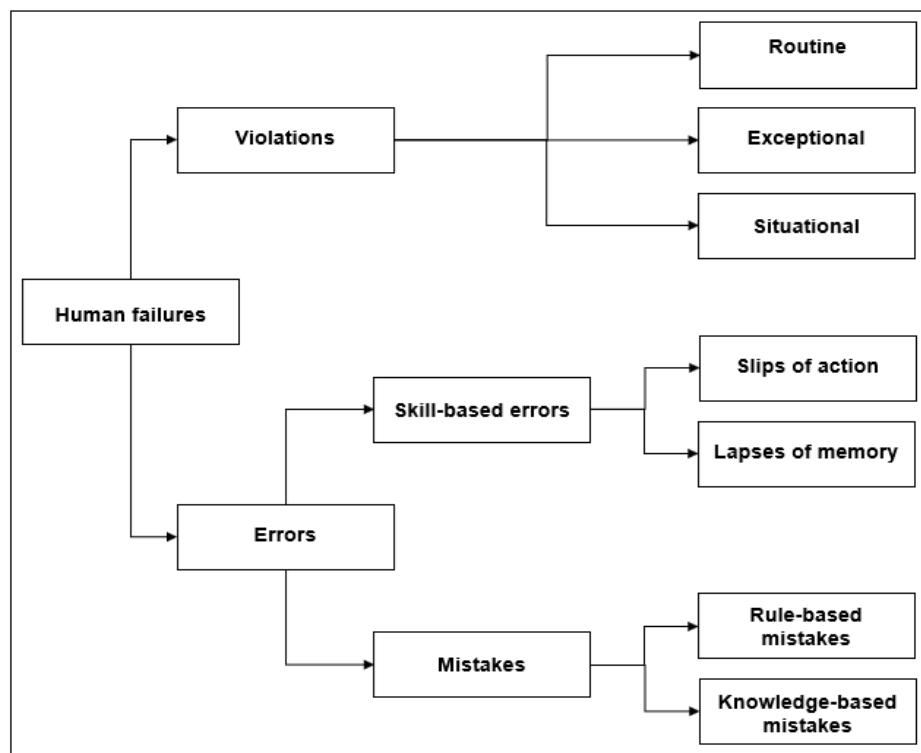 Routine
Violations
Exceptional
Situational
Human failures
Slips of action
Skill-based errors
Lapses of memory
Errors
Rule-based
mistakes
Mistakes
Knowledge-based
mistakes